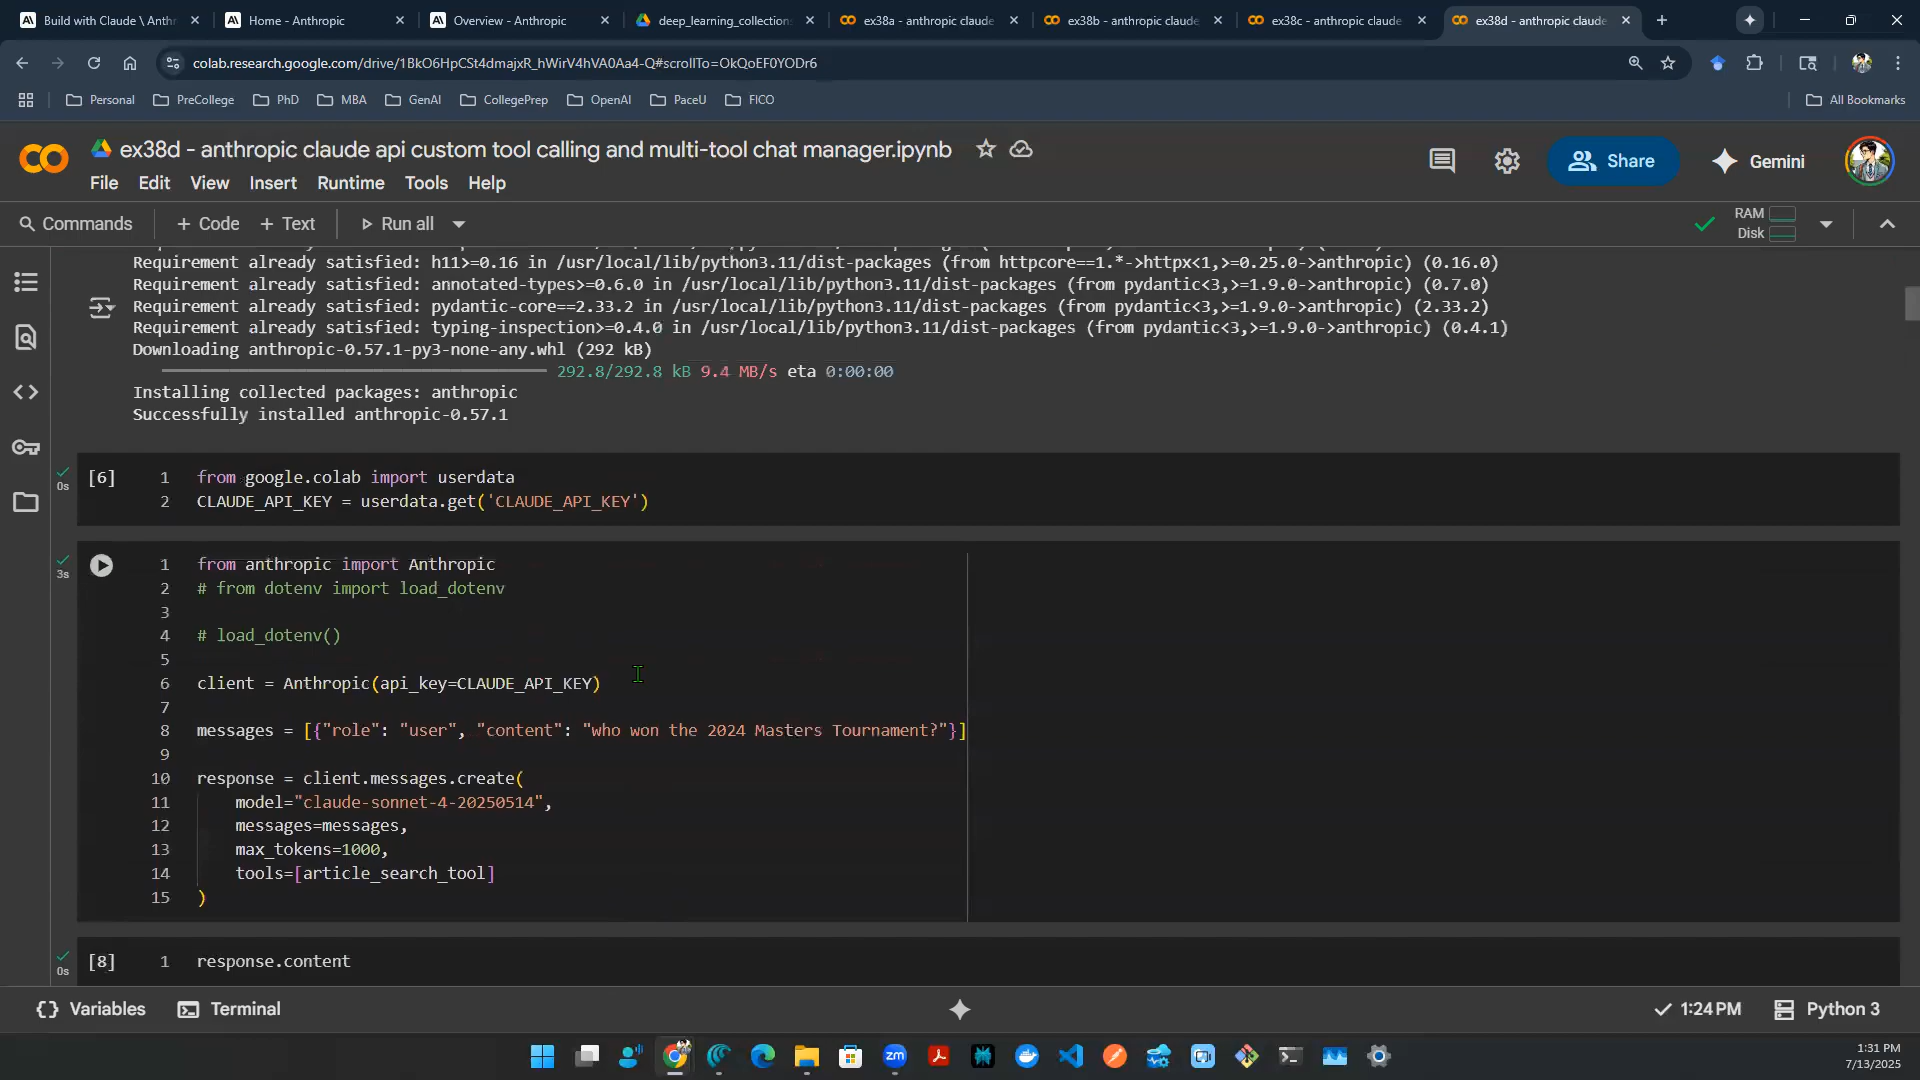 Build with Claude \ Anthr
Home - Anthropic
Overview - Anthropic
deep_learning_collections
ex38a - anthropic claude
ex38b - anthropic claude
ex38c - anthropic claude
ex38d - anthropic claude
colab.research.google.com/drive/1BkO6HpCSt4dmajxR_hWirV4hVA0Aa4-Q#scrollTo=OkQoEF0YODr6
Personal
PreCollege
PhD
MBA
GenAI
CollegePrep
OpenAI
PaceU
FICO
All Bookmarks
ex38d - anthropic claude api custom tool calling and multi-tool chat manager.ipynb
Share
Gemini
File Edit View Insert Runtime Tools Help
Commands
+ Code
+ Text
Run all
RAM
Disk
Requirement already satisfied: h11>=0.16 in /usr/local/lib/python3.11/dist-packages (from httpcore==1.*->httpx<1,>=0.25.0->anthropic) (0.16.0)
Requirement already satisfied: annotated-types>=0.6.0 in /usr/local/lib/python3.11/dist-packages (from pydantic<3,>=1.9.0->anthropic) (0.7.0)
Requirement already satisfied: pydantic-core==2.33.2 in /usr/local/lib/python3.11/dist-packages (from pydantic<3,>=1.9.0->anthropic) (2.33.2)
Requirement already satisfied: typing-inspection>=0.4.0 in /usr/local/lib/python3.11/dist-packages (from pydantic<3,>=1.9.0->anthropic) (0.4.1)
Downloading anthropic-0.57.1-py3-none-any.whl (292 kB)
292.8/292.8 kB 9.4 MB/s eta 0:00:00
Installing collected packages: anthropic
Successfully installed anthropic-0.57.1
0s
[6]
1 from google.colab import userdata
2 CLAUDE_API_KEY = userdata.get('CLAUDE_API_KEY')
3s
1 from anthropic import Anthropic
2 # from dotenv import load_dotenv
3
4 # load_dotenv()
5
6 client = Anthropic(api_key=CLAUDE_API_KEY)
7
8 messages = [{"role": "user", "content": "who won the 2024 Masters Tournament?"}]
9
10 response = client.messages.create(
11 model="claude-sonnet-4-20250514",
12 messages=messages,
13 max_tokens=1000,
14 tools=[article_search_tool]
15 )
0s
[8]
1 response.content
Variables
Terminal
1:24 PM
Python 3
zm
1:31 PM
7/13/2025